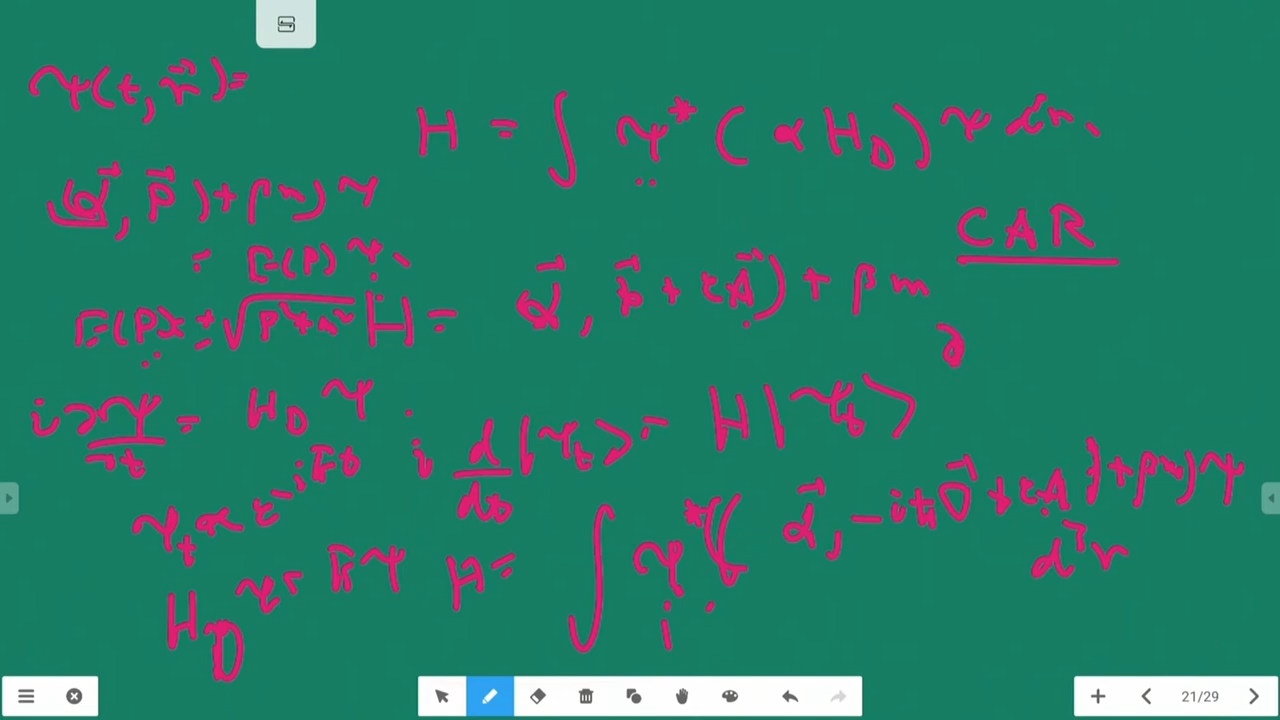 ψ(t, r⃗) =
H = ∫ ψ* (α H_D) ψ d³r.
(α⃗, p⃗) + βm) ψ
= E(p) ψ.
CAR
E(p) = ± √p²+m²
H = α⃗, p⃗ + eA⃗) + βm
i ∂ψ/∂t = H_D ψ.
i d/dt |ψ_t> = H |ψ_t>
ψ_t α e^-iEt
H = ∫ ψ* ((α⃗, -iħ∇⃗ + eA) + βm) ψ d³r
H_D ψ = Eψ
21/29